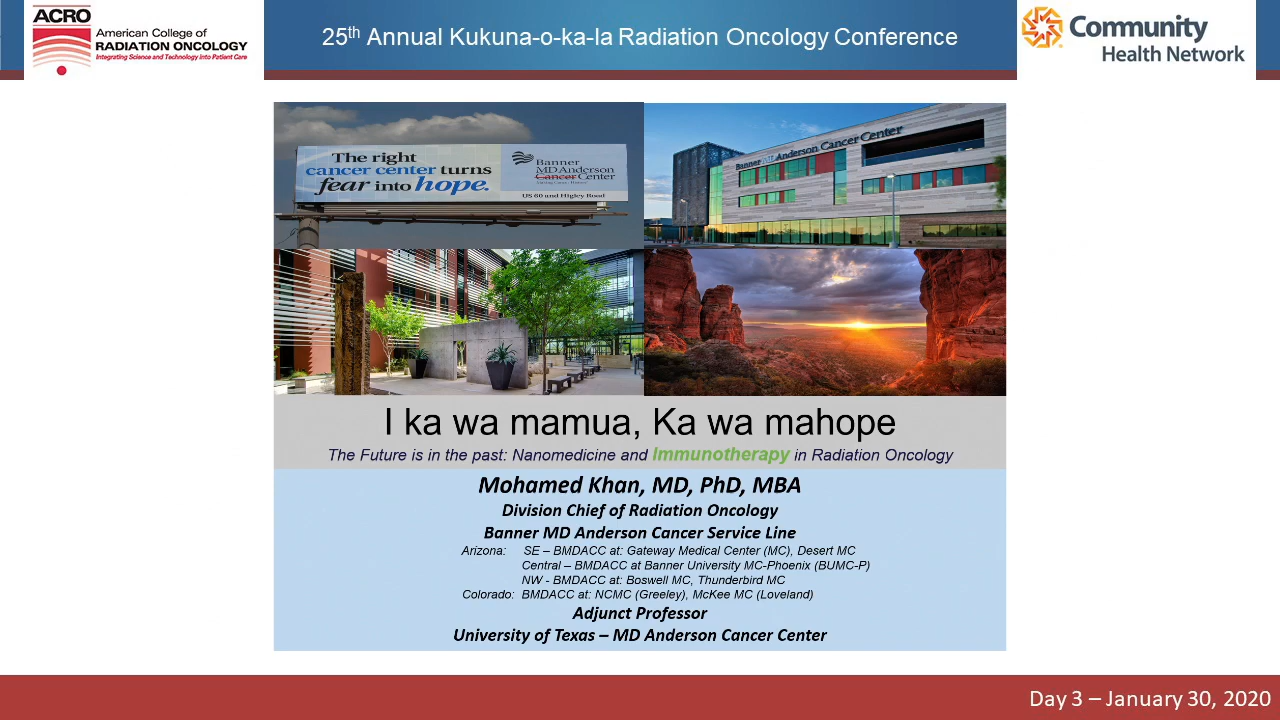 ACRO
American College of
RADIATION ONCOLOGY
Integrating Science and Technology Into Patient Care
25th Annual Kukuna-o-ka-la Radiation Oncology Conference
Community
Health Network
The right
cancer center turns
fear into hope.
Banner
MD Anderson
Cancer Center
US 60 and Higley Road
Banner MD Anderson Cancer Center
I ka wa mamua, Ka wa mahope
The Future is in the past: Nanomedicine and Immunotherapy in Radiation Oncology
Mohamed Khan, MD, PhD, MBA
Division Chief of Radiation Oncology
Banner MD Anderson Cancer Service Line
Arizona: SE – BMDACC at: Gateway Medical Center (MC), Desert MC
Central – BMDACC at Banner University MC-Phoenix (BUMC-P)
NW - BMDACC at: Boswell MC, Thunderbird MC
Colorado: BMDACC at: NCMC (Greeley), McKee MC (Loveland)
Adjunct Professor
University of Texas – MD Anderson Cancer Center
Day 3 – January 30, 2020